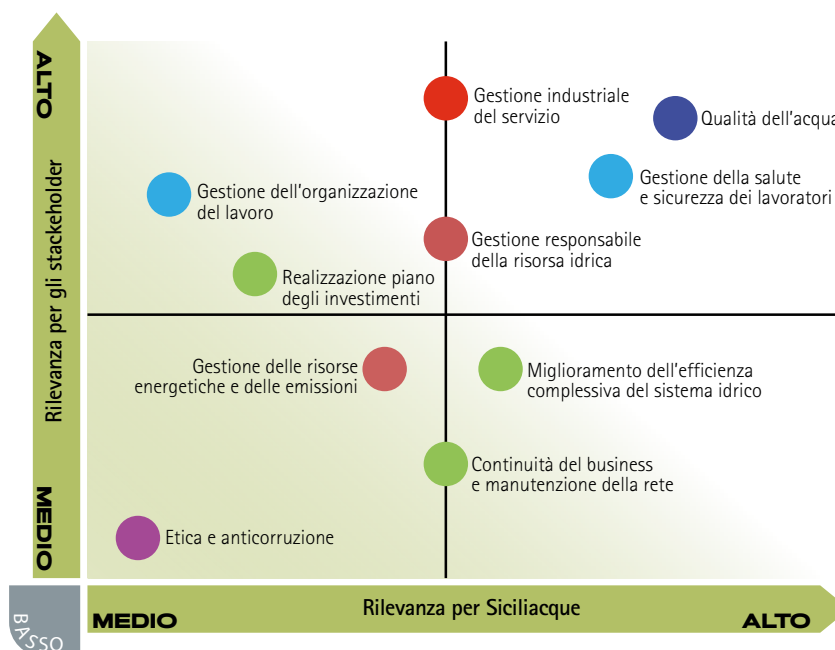 ALTO
Rilevanza per gli stackeholder
MEDIO
Gestione industriale
del servizio
Qualità dell'acqua
Gestione della salute
e sicurezza dei lavoratori
Gestione dell'organizzazione
del lavoro
Gestione responsabile
della risorsa idrica
Realizzazione piano
degli investimenti
Gestione delle risorse
energetiche e delle emissioni
Miglioramento dell'efficienza
complessiva del sistema idrico
Continuità del business
e manutenzione della rete
Etica e anticorruzione
BASSO
MEDIO
Rilevanza per Siciliacque
ALTO